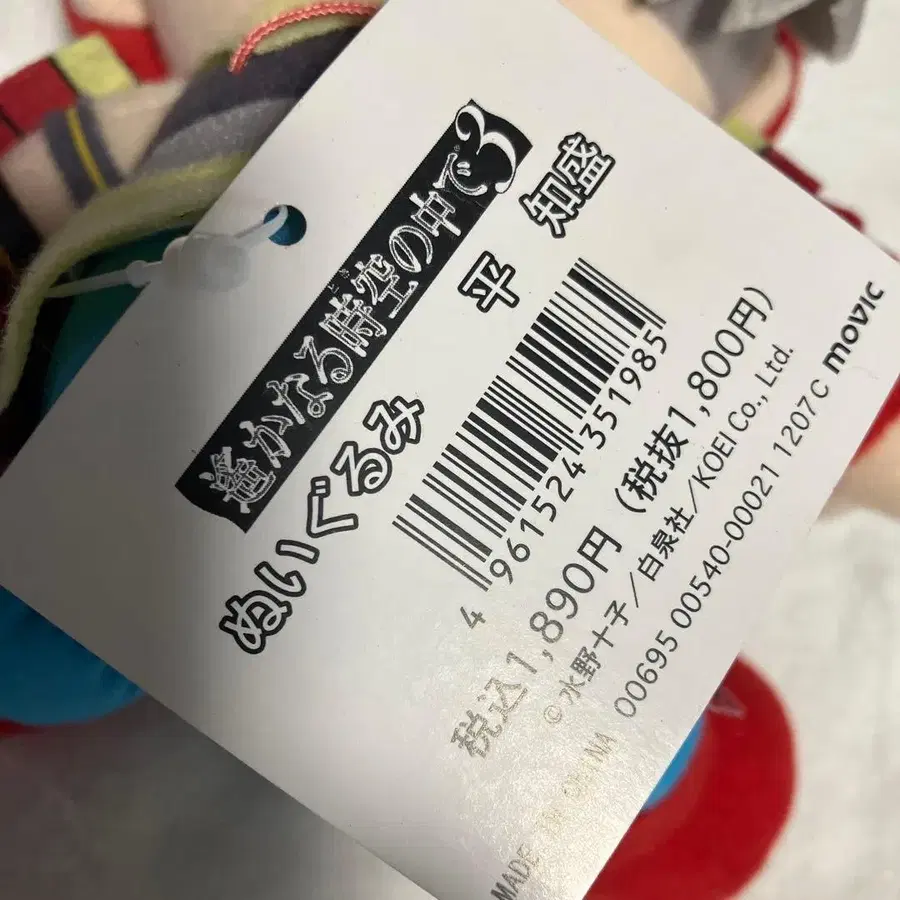 遙かなる時空の中で3
とき
ぬいぐるみ
平 知盛
4 961524 351985
税込1,890円（税抜1,800円）
©水野十子／白泉社／KOEI Co., Ltd.
00695 00540-00021 1207C
movic
MADE IN CHINA